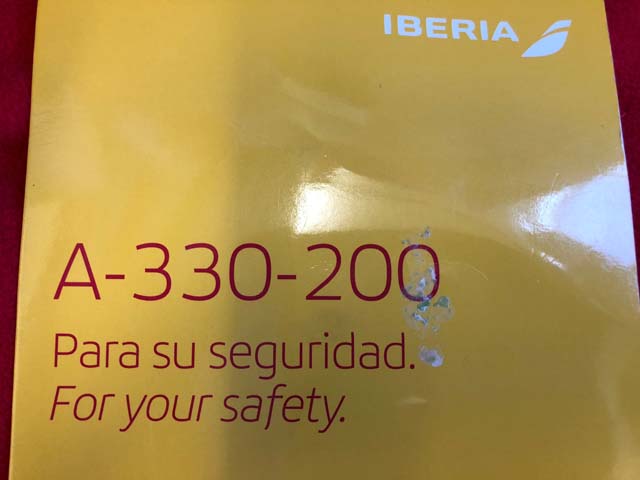 IBERIA
A-330-200
Para su seguridad.
For your safety.